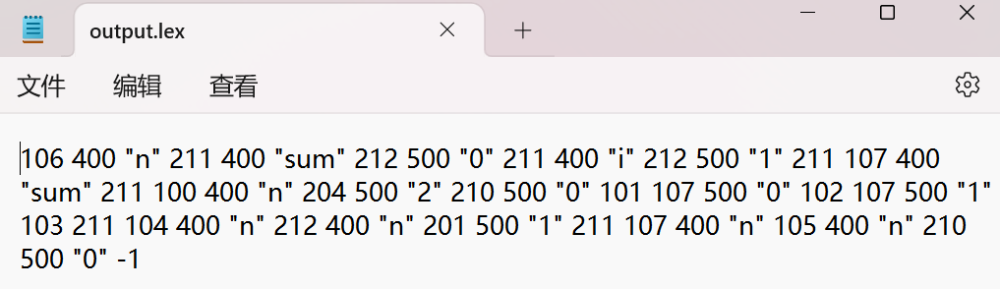 output.lex
文件 编辑 查看
106 400 "n" 211 400 "sum" 212 500 "0" 211 400 "i" 212 500 "1" 211 107 400
"sum" 211 100 400 "n" 204 500 "2" 210 500 "0" 101 107 500 "0" 102 107 500 "1"
103 211 104 400 "n" 212 400 "n" 201 500 "1" 211 107 400 "n" 105 400 "n" 210
500 "0" -1